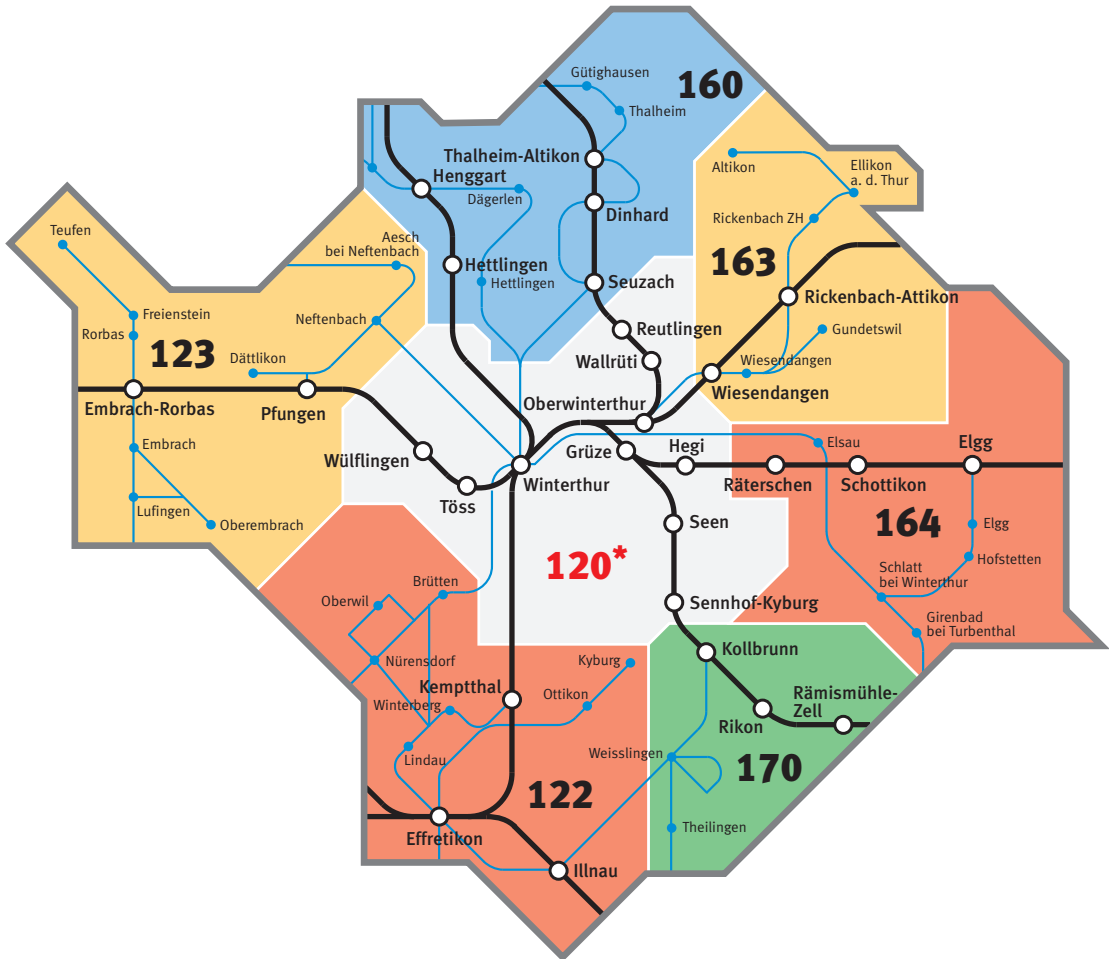 Gütighausen
160
Thalheim
Thalheim-Altikon
Henggart
Dägerlen
Dinhard
Altikon
Ellikon
a. d. Thur
Rickenbach ZH
163
Teufen
Aesch
bei Neftenbach
Hettlingen
Hettlingen
Seuzach
Rickenbach-Attikon
Freienstein
Rorbas
123
Neftenbach
Dättlikon
Reutlingen
Wallrüti
Gundetswil
Wiesendangen
Wiesendangen
Embrach-Rorbas
Pfungen
Oberwinterthur
Embrach
Wülflingen
Töss
Winterthur
Grüze
Hegi
Elsau
Räterschen
Schottikon
Elgg
Lufingen
Oberembrach
Seen
164
Elgg
Hofstetten
120*
Schlatt
bei Winterthur
Brütten
Oberwil
Sennhof-Kyburg
Girenbad
bei Turbenthal
Nürensdorf
Kyburg
Kollbrunn
Kemptthal
Winterberg
Ottikon
Rämismühle-
Zell
Rikon
Lindau
Weisslingen
170
122
Effretikon
Theilingen
Illnau